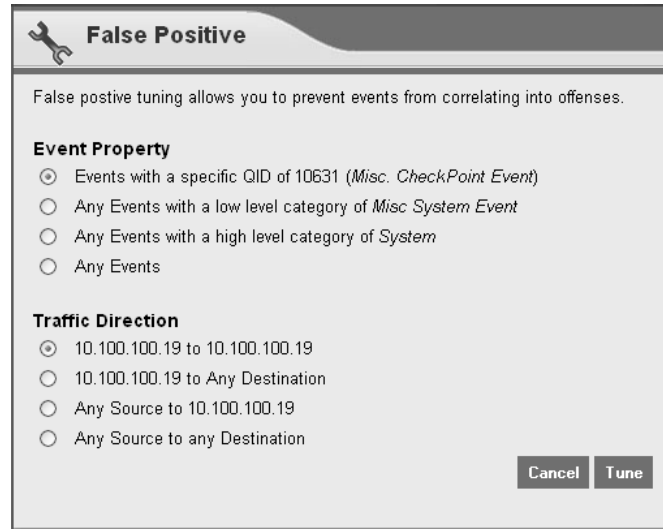 False Positive
False postive tuning allows you to prevent events from correlating into offenses.
Event Property
Events with a specific QID of 10631 (Misc. CheckPoint Event)
Any Events with a low level category of Misc System Event
Any Events with a high level category of System
Any Events
Traffic Direction
10.100.100.19 to 10.100.100.19
10.100.100.19 to Any Destination
Any Source to 10.100.100.19
Any Source to any Destination
Cancel Tune